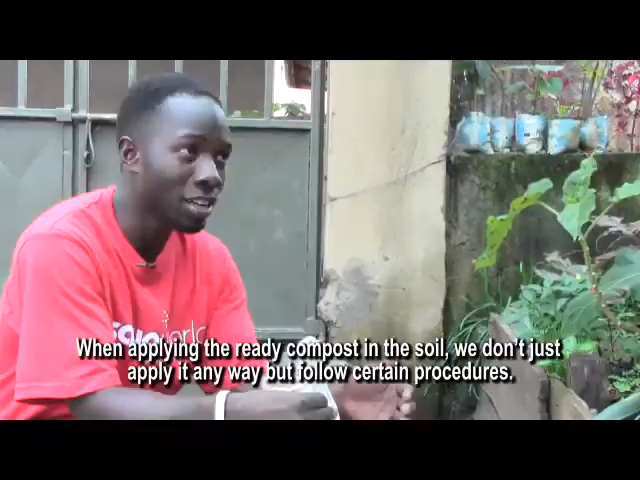 When applying the ready compost in the soil, we don't just
apply it any way but follow certain procedures.